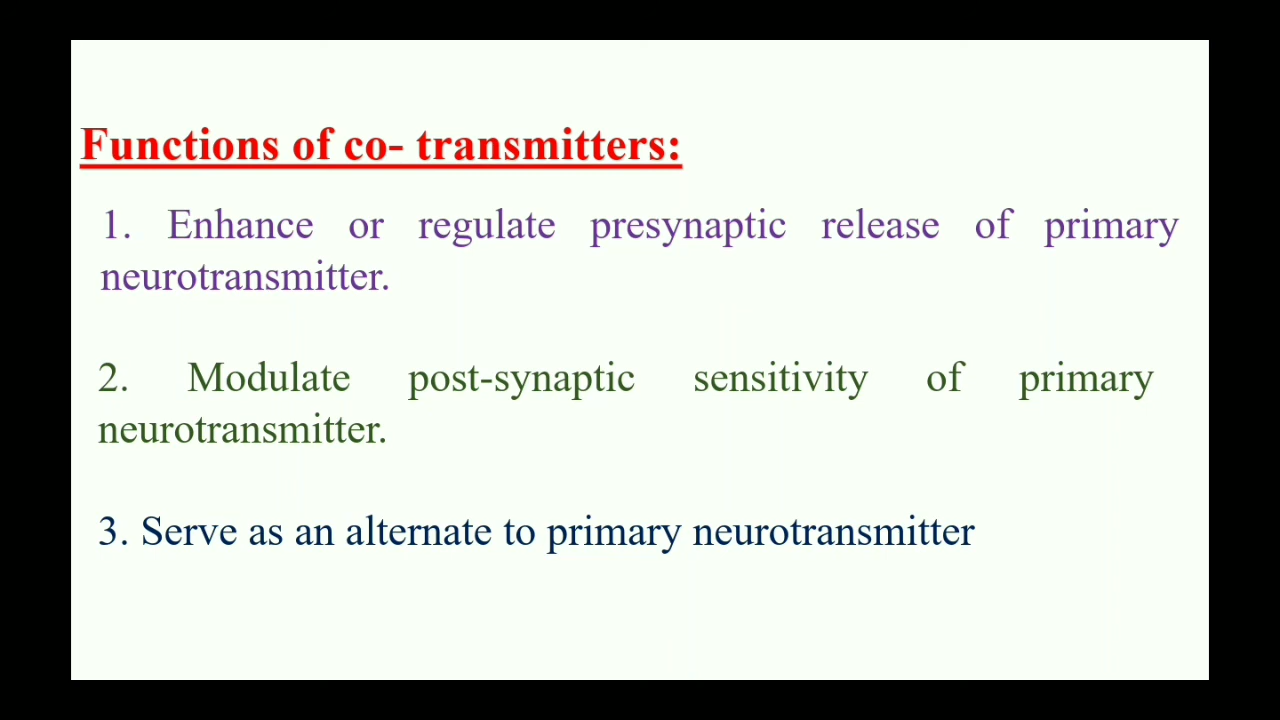 Functions of co- transmitters:
1. Enhance or regulate presynaptic release of primary
neurotransmitter.
2. Modulate post-synaptic sensitivity of primary
neurotransmitter.
3. Serve as an alternate to primary neurotransmitter